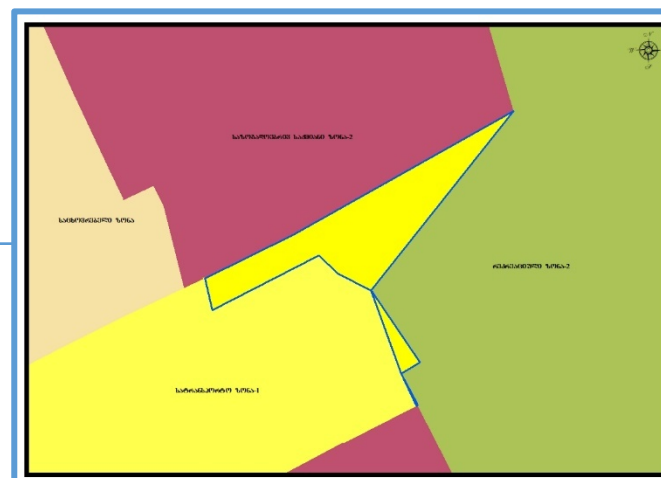 საზოგადოებრივ საქმიანი ზონა-2
საცხოვრებელი ზონა
რეკრეაციული ზონა-2
სატრანსპორტო ზონა-1